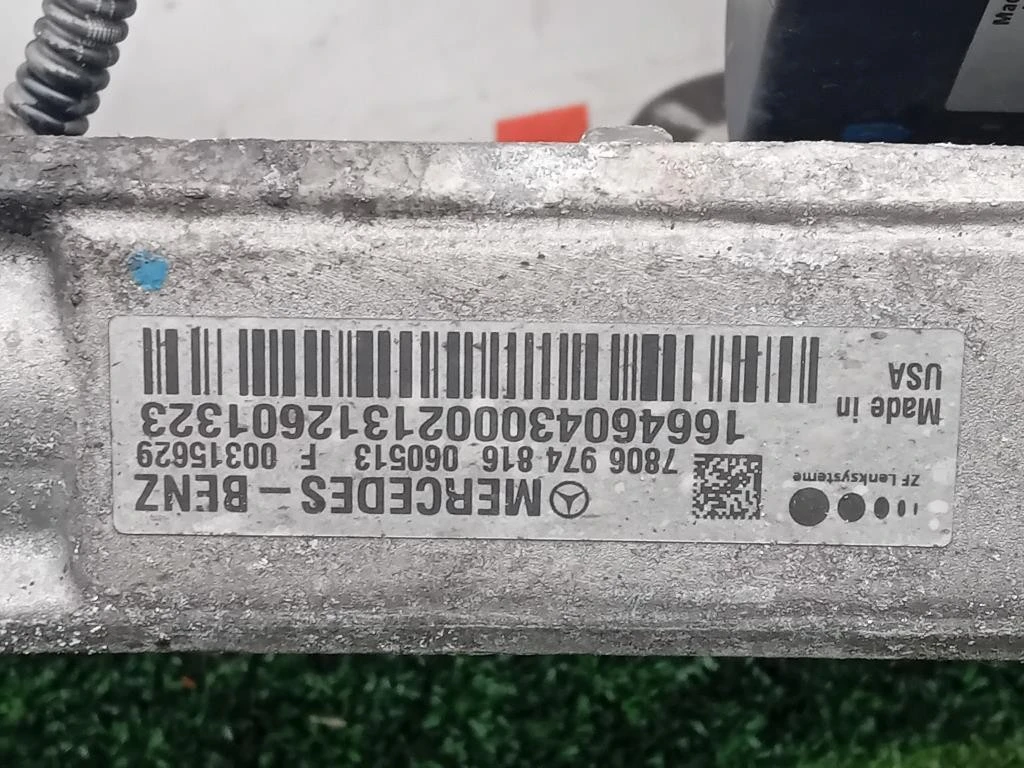 ZF Lenksysteme
MERCEDES-BENZ
7806 974 816 060513 F 00315629
1664604300021312601323
Made in
USA